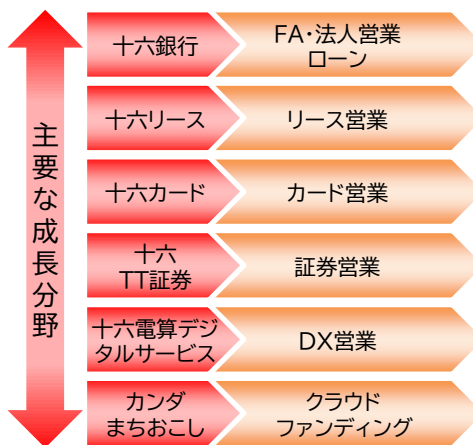 主要な成長分野
十六銀行
FA・法人営業
ローン
十六リース
リース営業
十六カード
カード営業
十六
TT証券
証券営業
十六電算デジ
タルサービス
DX営業
カンダ
まちおこし
クラウド
ファンディング